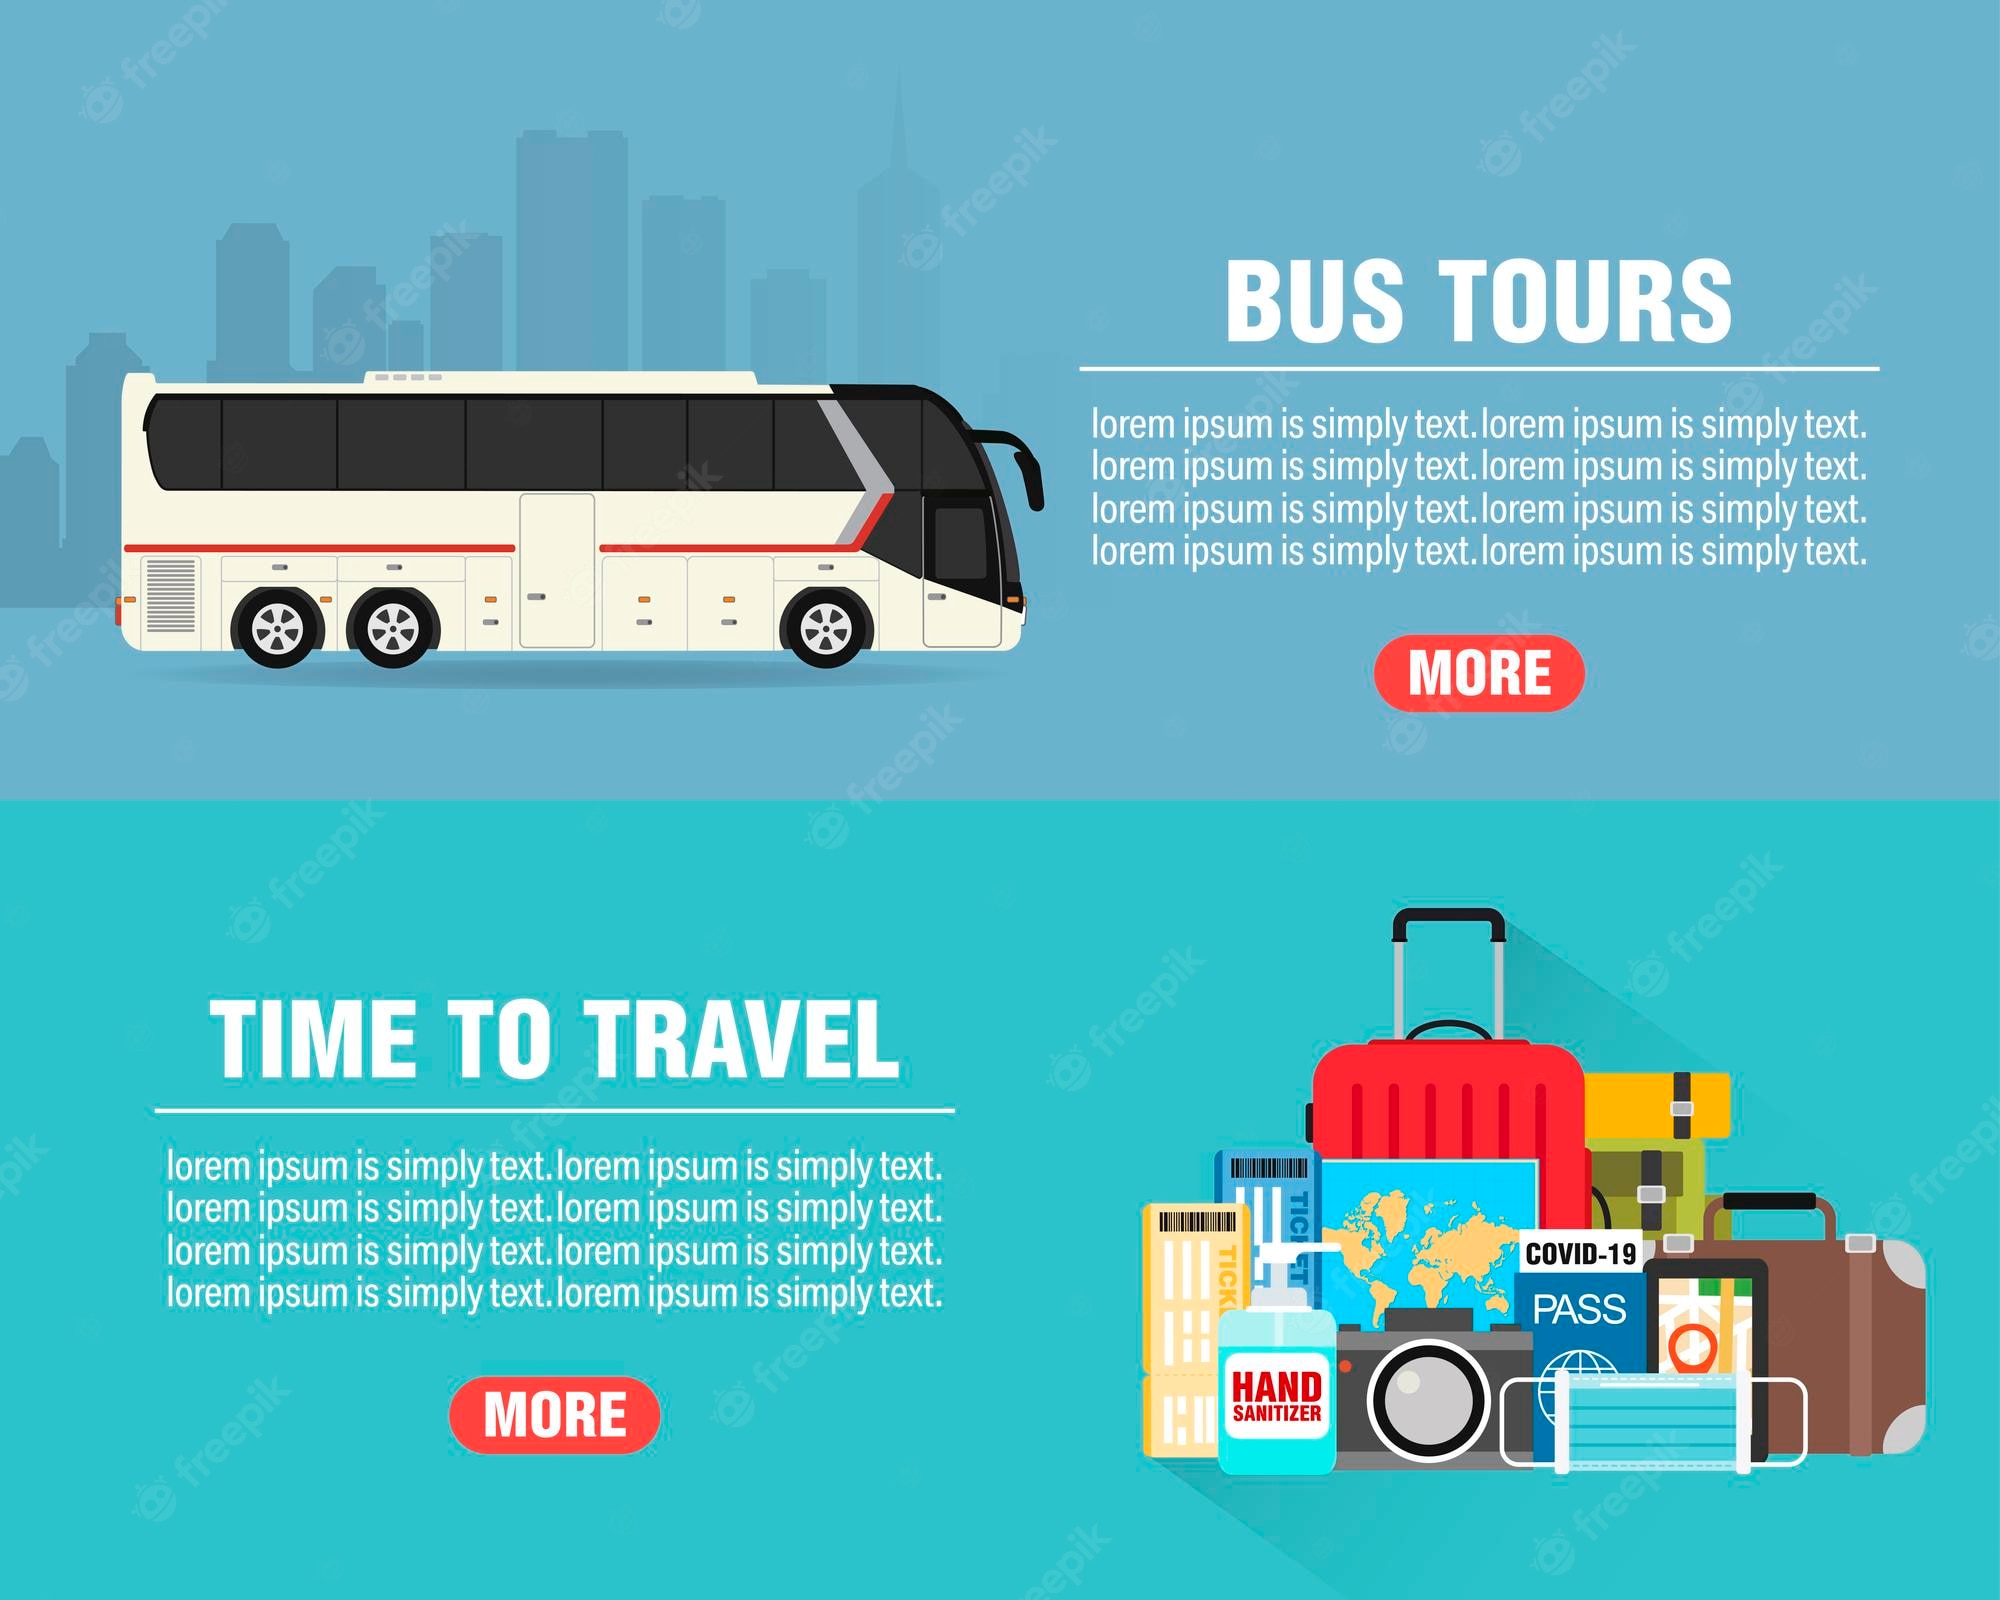 BUS TOURS
lorem ipsum is simply text. lorem ipsum is simply text.
lorem ipsum is simply text. lorem ipsum is simply text.
lorem ipsum is simply text. lorem ipsum is simply text.
lorem ipsum is simply text. lorem ipsum is simply text.
MORE
TIME TO TRAVEL
lorem ipsum is simply text. lorem ipsum is simply text.
lorem ipsum is simply text. lorem ipsum is simply text.
lorem ipsum is simply text. lorem ipsum is simply text.
lorem ipsum is simply text. lorem ipsum is simply text.
MORE
TICKET
COVID-19
PASS
HAND
SANITIZER
freepik